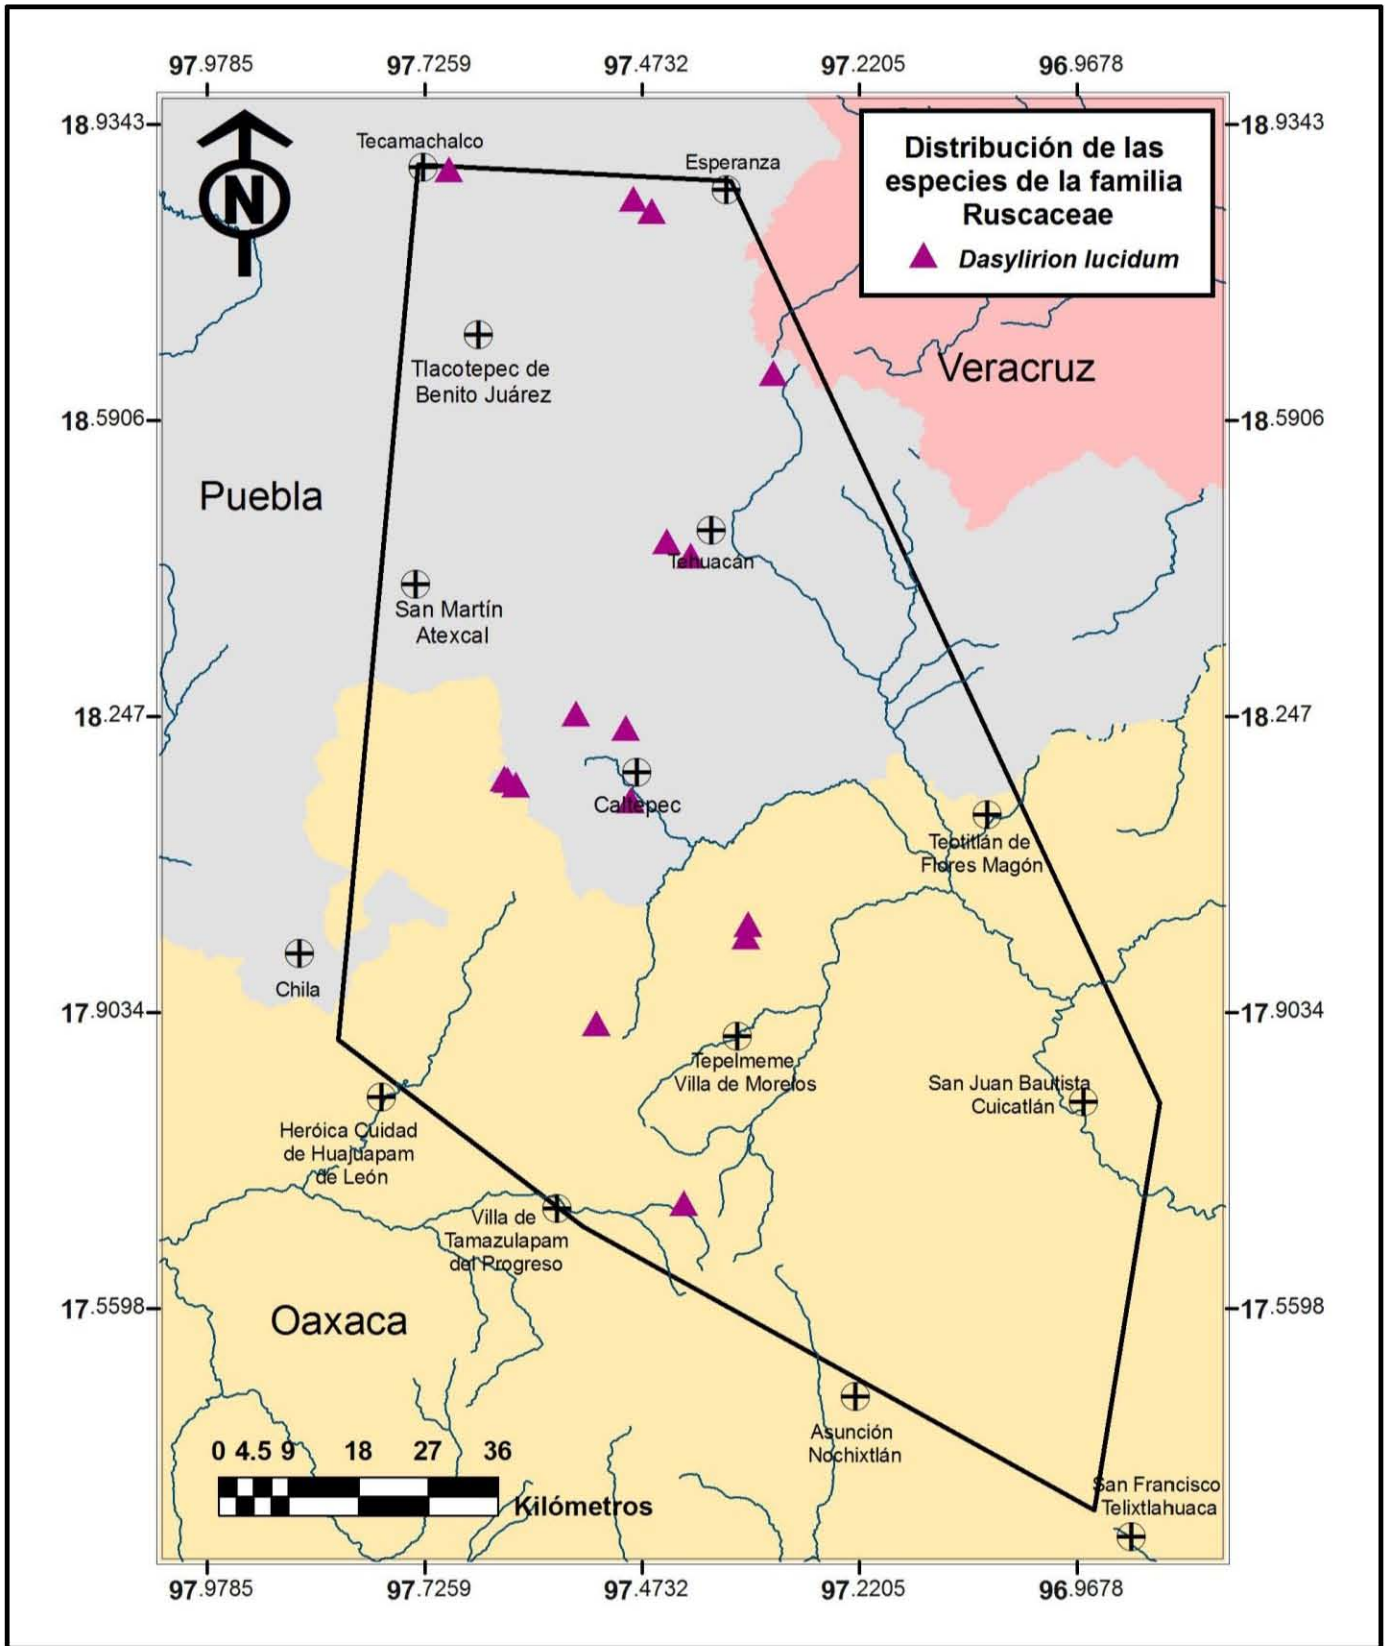 97.9785 97.7259 97.4732 97.2205 96.9678
18.9343 18.9343
N
Distribución de las
especies de la familia
Ruscaceae
Dasylirion lucidum
Tecamachalco
Esperanza
Tlacotepec de
Benito Juárez
Veracruz
18.5906 18.5906
Puebla
Tehuacán
San Martín
Atexcal
18.247 18.247
Caltepec
Teotitlán de
Flores Magón
Chila
17.9034 17.9034
Tepelmeme
Villa de Morelos
San Juan Bautista
Cuicatlán
Heróica Cuidad
de Huajuapam
de León
Villa de
Tamazulapam
del Progreso
17.5598 17.5598
Oaxaca
Asunción
Nochixtlán
0 4.5 9 18 27 36
Kilómetros
San Francisco
Telixtlahuaca
97.9785 97.7259 97.4732 97.2205 96.9678